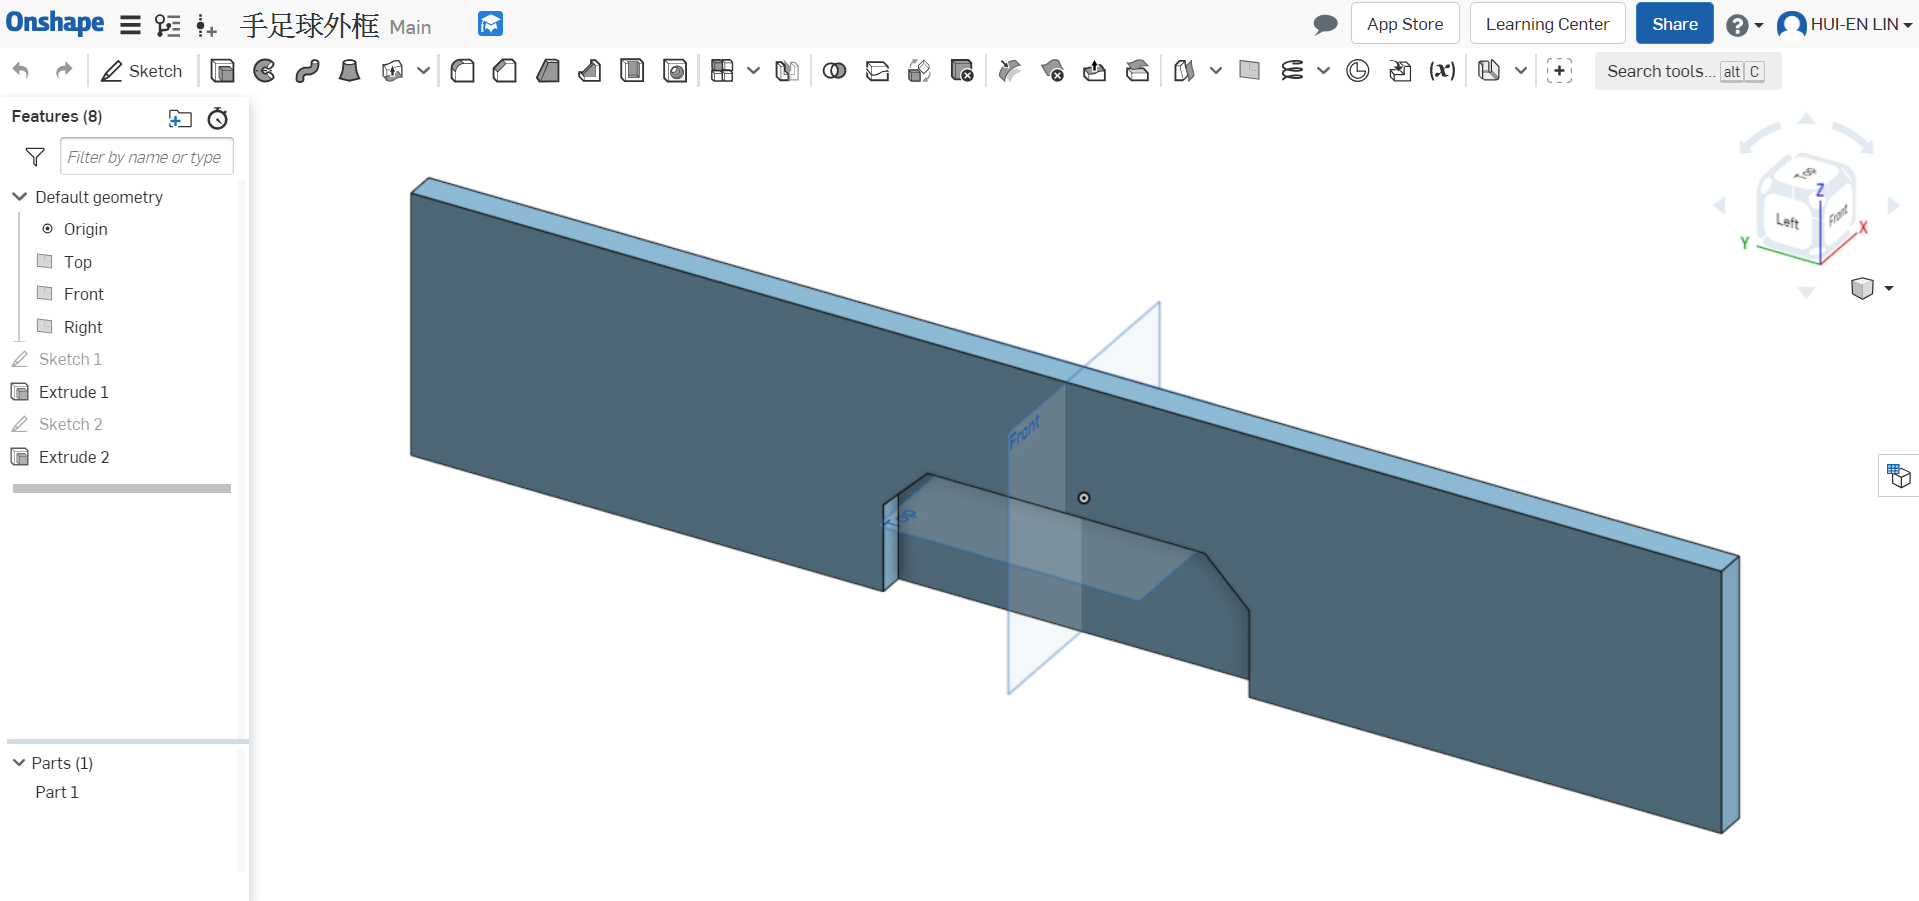 Onshape 手足球外框 Main App Store Learning Center Share HUI-EN LIN
Sketch (x) Search tools... alt C
Features (8)
Filter by name or type
Default geometry
Origin
Top
Front
Right
Sketch 1
Extrude 1
Sketch 2
Extrude 2
Parts (1)
Part 1
Front
Top
Top
Z
Left Front
X
Y